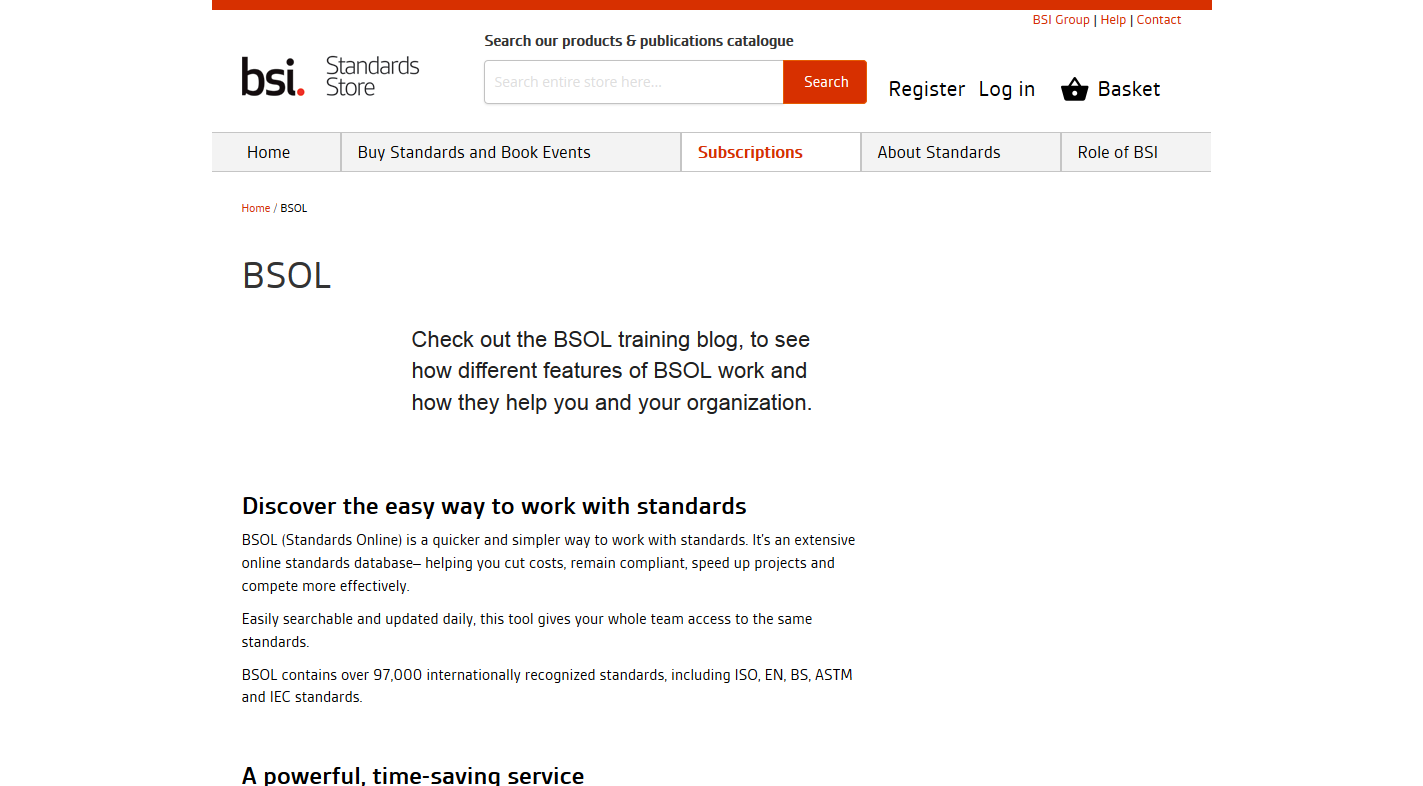 BSI Group | Help | Contact
Search our products & publications catalogue
bsi. Standards Store
Search entire store here...
Search
Register Log in Basket
Home Buy Standards and Book Events Subscriptions About Standards Role of BSI
Home / BSOL
BSOL
Check out the BSOL training blog, to see
how different features of BSOL work and
how they help you and your organization.
Discover the easy way to work with standards
BSOL (Standards Online) is a quicker and simpler way to work with standards. It's an extensive
online standards database– helping you cut costs, remain compliant, speed up projects and
compete more effectively.
Easily searchable and updated daily, this tool gives your whole team access to the same
standards.
BSOL contains over 97,000 internationally recognized standards, including ISO, EN, BS, ASTM
and IEC standards.
A powerful, time-saving service